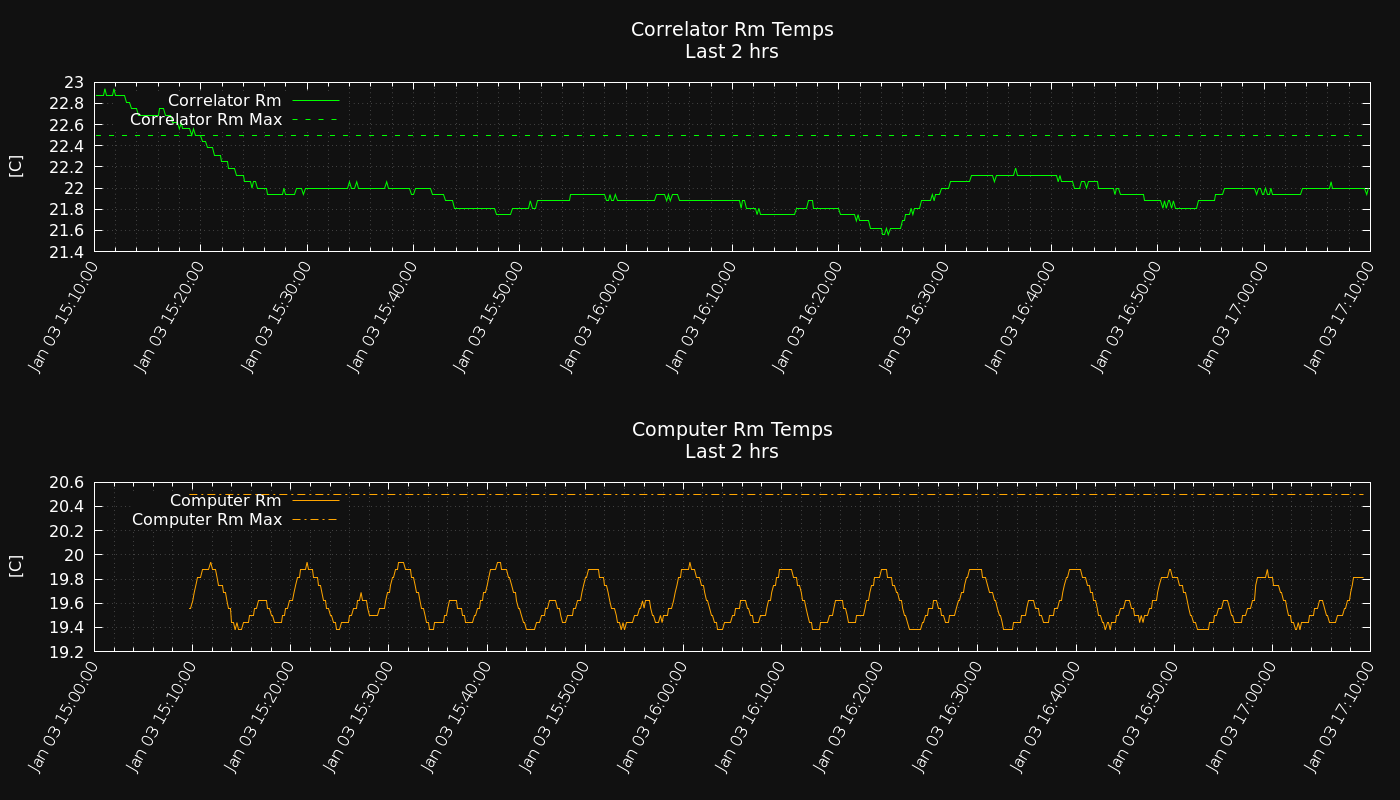 Correlator Rm Temps
Last 2 hrs
23
22.8
22.6
22.4
22.2
22
21.8
21.6
21.4
[C]
Correlator Rm
Correlator Rm Max
Jan 03 15:10:00
Jan 03 15:20:00
Jan 03 15:30:00
Jan 03 15:40:00
Jan 03 15:50:00
Jan 03 16:00:00
Jan 03 16:10:00
Jan 03 16:20:00
Jan 03 16:30:00
Jan 03 16:40:00
Jan 03 16:50:00
Jan 03 17:00:00
Jan 03 17:10:00
Computer Rm Temps
Last 2 hrs
20.6
20.4
20.2
20
19.8
19.6
19.4
19.2
[C]
Computer Rm
Computer Rm Max
Jan 03 15:00:00
Jan 03 15:10:00
Jan 03 15:20:00
Jan 03 15:30:00
Jan 03 15:40:00
Jan 03 15:50:00
Jan 03 16:00:00
Jan 03 16:10:00
Jan 03 16:20:00
Jan 03 16:30:00
Jan 03 16:40:00
Jan 03 16:50:00
Jan 03 17:00:00
Jan 03 17:10:00